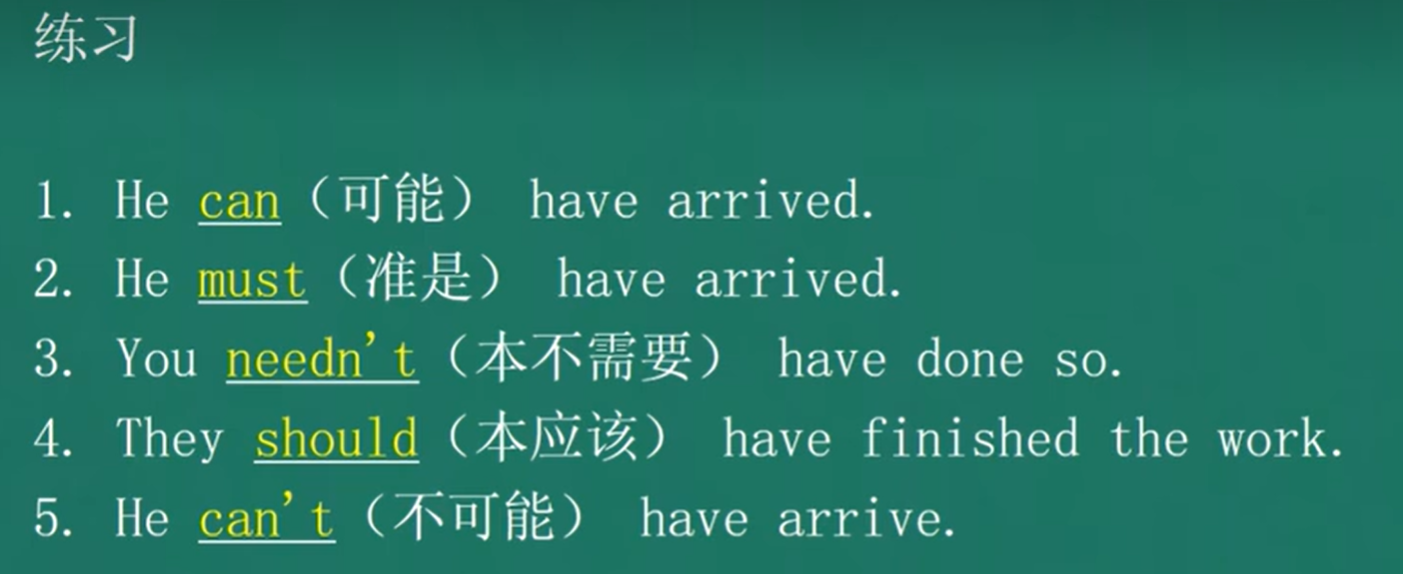 练习
1. He can（可能） have arrived.
2. He must（准是） have arrived.
3. You needn't（本不需要） have done so.
4. They should（本应该） have finished the work.
5. He can't（不可能） have arrive.